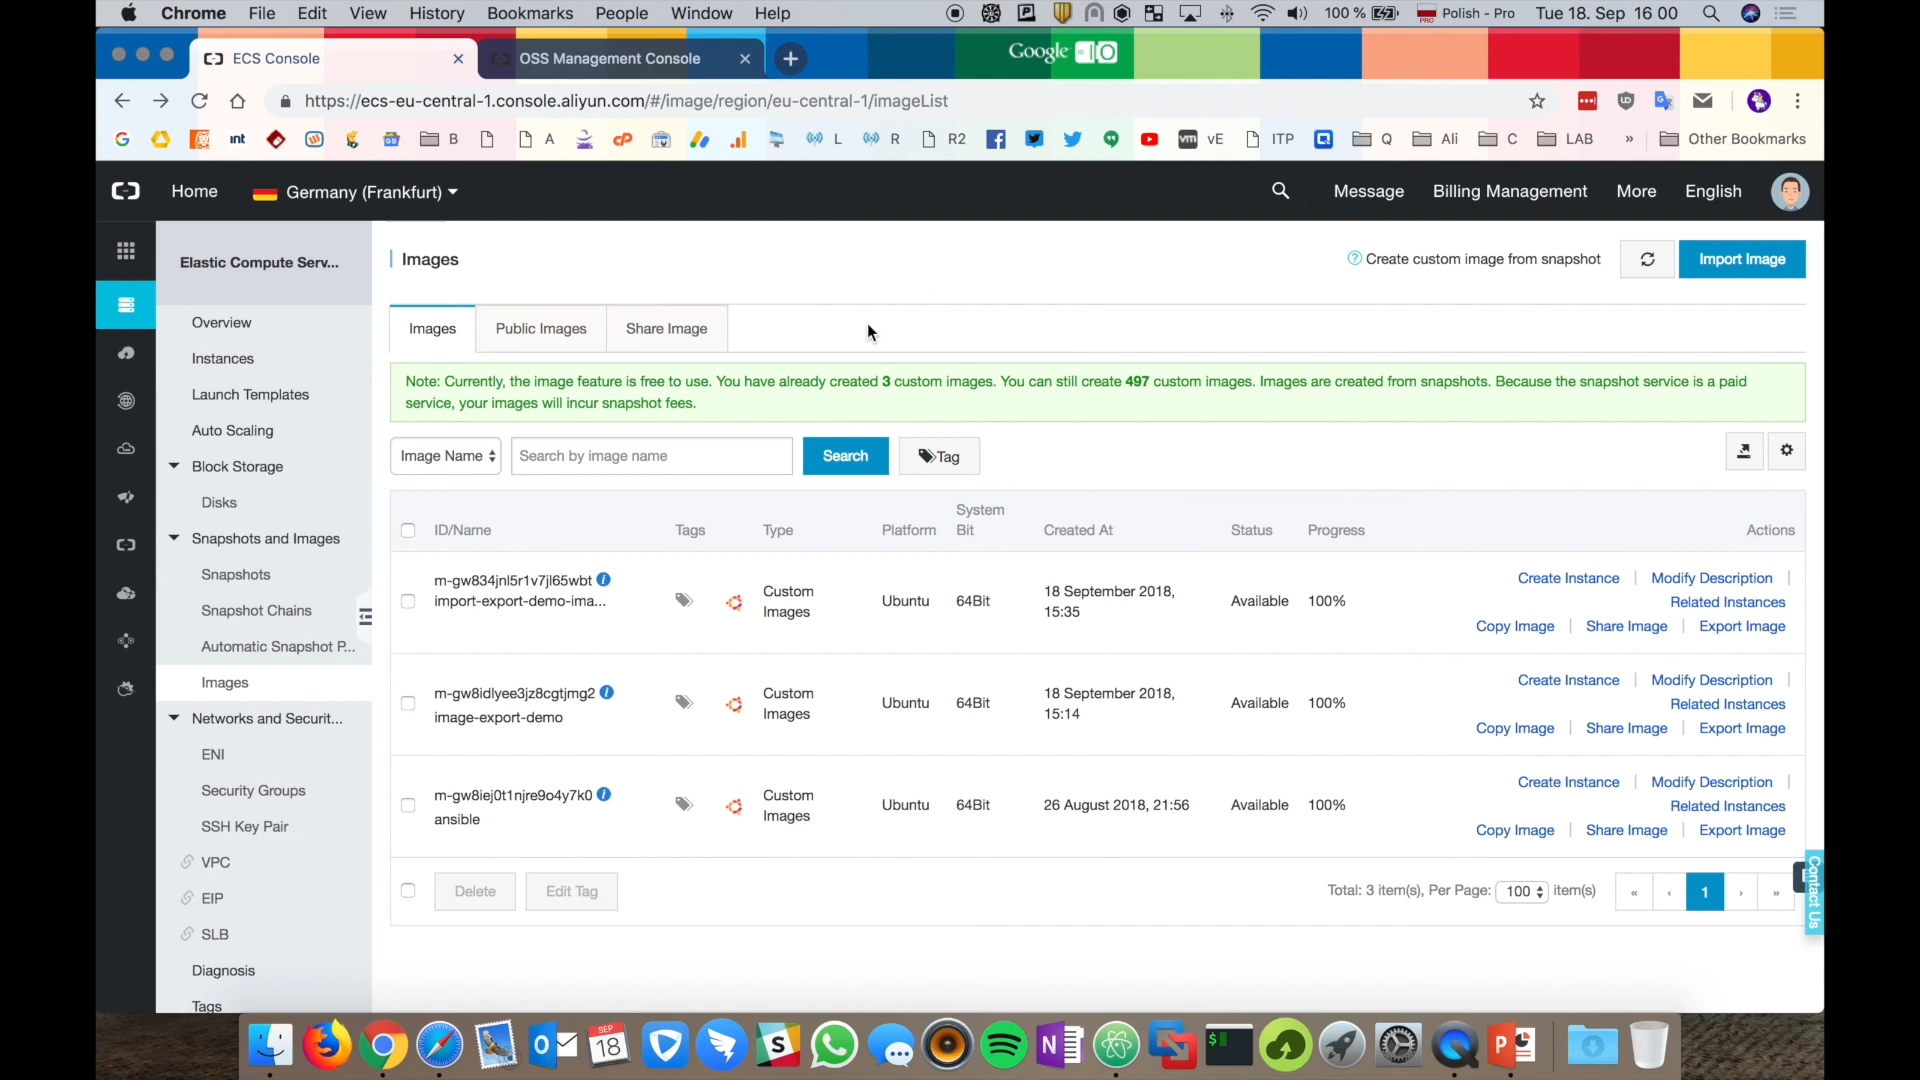 Chrome File Edit View History Bookmarks People Window Help 100 % Polish - Pro Tue 18. Sep 16 00
ECS Console OSS Management Console Google
https://ecs-eu-central-1.console.aliyun.com/#/image/region/eu-central-1/imageList
int B A L R R2 vE ITP Q Ali C LAB » Other Bookmarks
Home Germany (Frankfurt) Message Billing Management More English
Elastic Compute Serv...
Overview
Instances
Launch Templates
Auto Scaling
Block Storage
Disks
Snapshots and Images
Snapshots
Snapshot Chains
Automatic Snapshot P...
Images
Networks and Securit...
ENI
Security Groups
SSH Key Pair
VPC
EIP
SLB
Diagnosis
Tags
Images Create custom image from snapshot Import Image
Images Public Images Share Image
Note: Currently, the image feature is free to use. You have already created 3 custom images. You can still create 497 custom images. Images are created from snapshots. Because the snapshot service is a paid
service, your images will incur snapshot fees.
Image Name Search by image name Search Tag
ID/Name Tags Type Platform System Bit Created At Status Progress Actions
m-gw834jnl5r1v7jl65wbt
import-export-demo-ima...
Custom Images Ubuntu 64Bit 18 September 2018, 15:35 Available 100%
Create Instance | Modify Description |
Related Instances
Copy Image | Share Image | Export Image
m-gw8idlyee3jz8cgtjmg2
image-export-demo
Custom Images Ubuntu 64Bit 18 September 2018, 15:14 Available 100%
Create Instance | Modify Description |
Related Instances
Copy Image | Share Image | Export Image
m-gw8iej0t1njre9o4y7k0
ansible
Custom Images Ubuntu 64Bit 26 August 2018, 21:56 Available 100%
Create Instance | Modify Description |
Related Instances
Copy Image | Share Image | Export Image
Delete Edit Tag Total: 3 item(s), Per Page: 100 item(s) « ‹ 1 › »
Contact Us
SEP
18